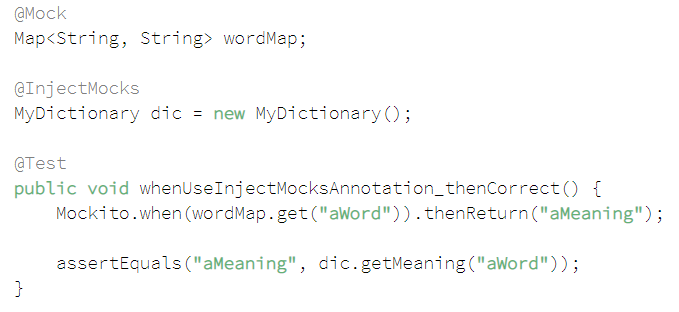 @Mock
Map<String, String> wordMap;
@InjectMocks
MyDictionary dic = new MyDictionary();
@Test
public void whenUseInjectMocksAnnotation_thenCorrect() {
    Mockito.when(wordMap.get("aWord")).thenReturn("aMeaning");
    assertEquals("aMeaning", dic.getMeaning("aWord"));
}